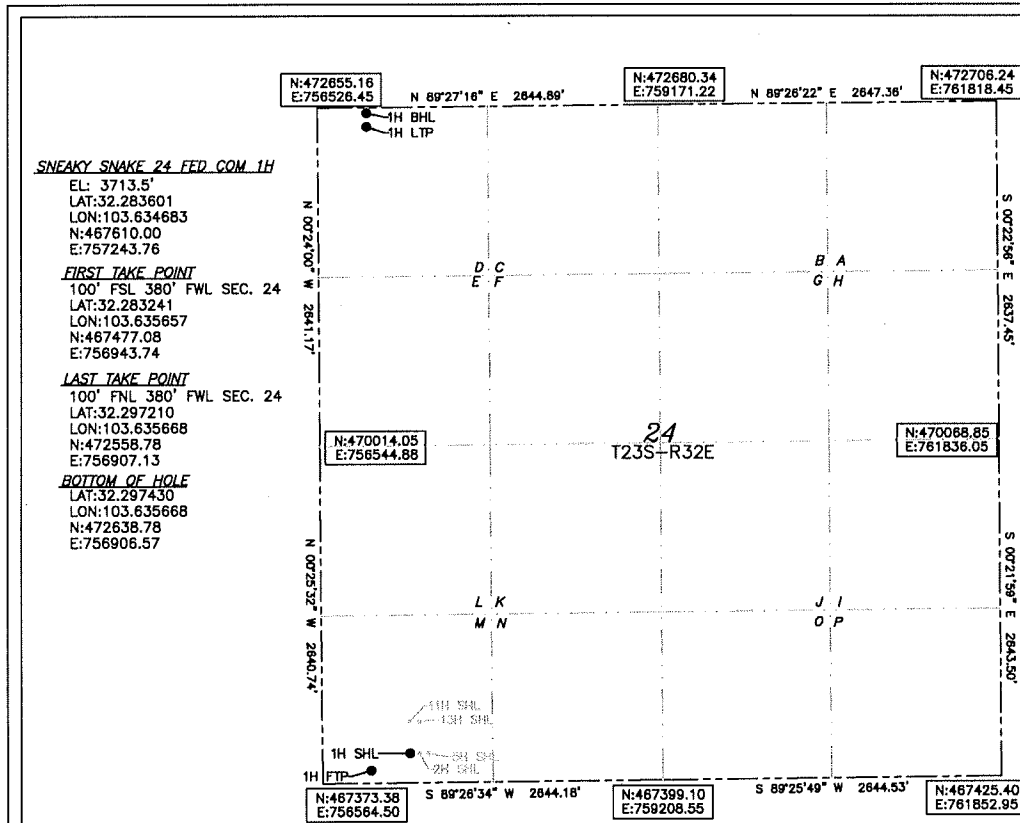 N:472655.16
E:756526.45
N 89°27'16" E 2644.89'
N:472680.34
E:759171.22
N 89°26'22" E 2647.36'
N:472706.24
E:761818.45
1H BHL
1H LTP
SNEAKY SNAKE 24 FED COM 1H
EL: 3713.5'
LAT:32.283601
LON:103.634683
N:467610.00
E:757243.76
FIRST TAKE POINT
100' FSL 380' FWL SEC. 24
LAT:32.283241
LON:103.635657
N:467477.08
E:756943.74
LAST TAKE POINT
100' FNL 380' FWL SEC. 24
LAT:32.297210
LON:103.635668
N:472558.78
E:756907.13
BOTTOM OF HOLE
LAT:32.297430
LON:103.635668
N:472638.78
E:756906.57
N 00°24'00" W 2641.17'
S 00°22'56" E 2637.45'
D C
E F
B A
G H
24
T23S-R32E
N:470014.05
E:756544.88
N:470068.85
E:761836.05
N 00°25'32" W 2640.74'
S 00°21'59" E 2643.50'
L K
M N
J I
O P
11H SHL
13H SHL
1H SHL
2H SHL
1H FTP
N:467373.38
E:756564.50
S 89°26'34" W 2644.18'
N:467399.10
E:759208.55
S 89°25'49" W 2644.53'
N:467425.40
E:761852.95